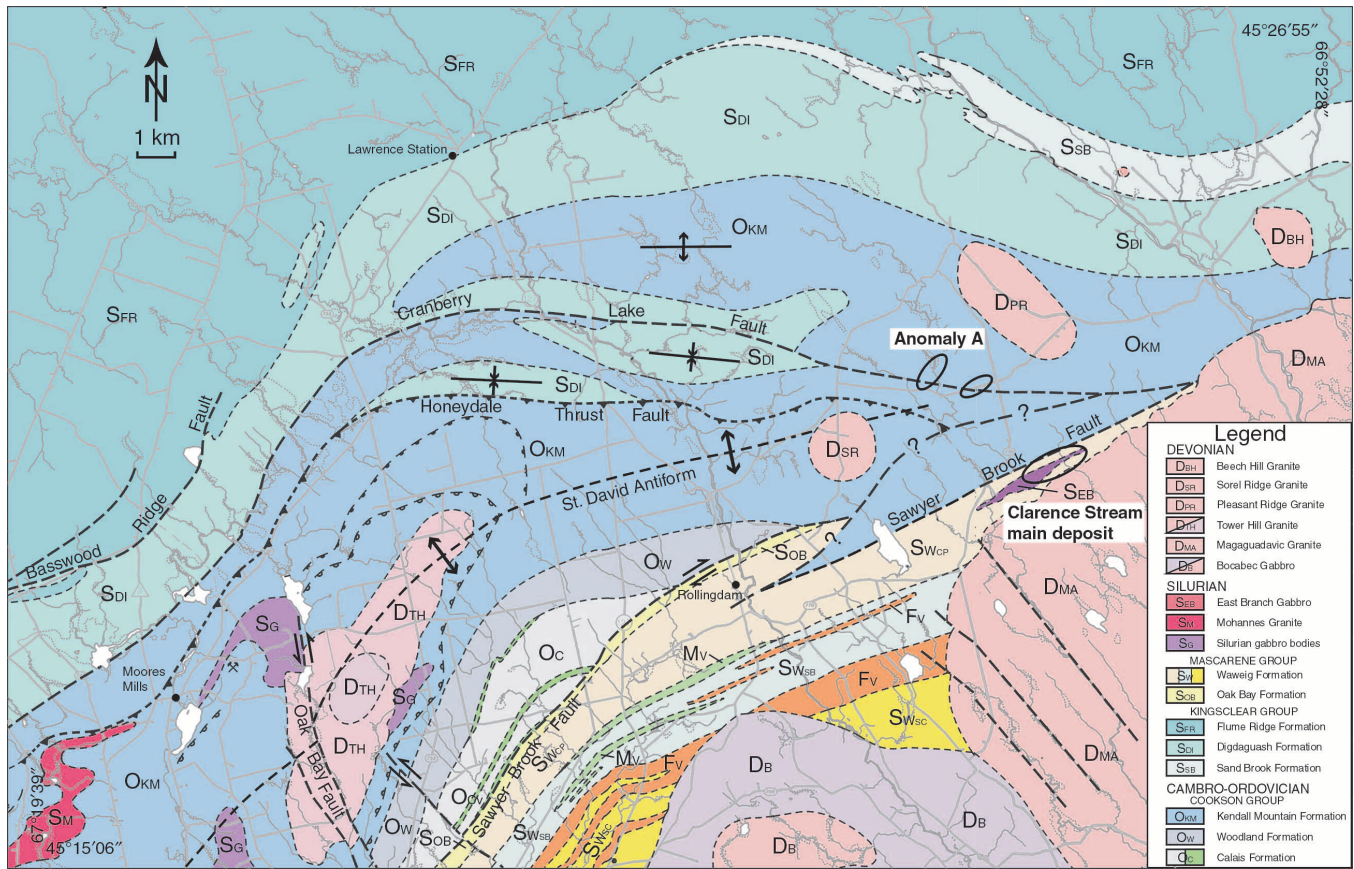 45°26'55"
66°52'28"
N
1 km
SFR
SFR
SDI
Lawrence Station
SSB
SDI
OKM
SDI
DBH
SFR
Cranberry
Lake
Fault
DPR
Anomaly A
OKM
DMA
SDI
SDI
Honeydale
Thrust
Fault
?
Fault
Basswood
Ridge
Fault
OKM
St. David Antiform
DSR
?
Sawyer
Brook
SEB
Clarence Stream
main deposit
SDI
OW
SOB
?
SWCP
Rollingdam
DTH
DMA
SG
OC
MV
FV
SWSB
FV
Moores
Mills
DTH
SG
SWSC
Oak Bay Fault
DTH
Sawyer Brook Fault
SWCP
MV
FV
DB
DMA
OKM
OCV
DB
SM
SG
OW
SOB
SWSB
SWSC
DB
67°19'39"
45°15'06"
Legend
DEVONIAN
DBH Beech Hill Granite
DSR Sorel Ridge Granite
DPR Pleasant Ridge Granite
DTH Tower Hill Granite
DMA Magaguadavic Granite
DB Bocabec Gabbro
SILURIAN
SEB East Branch Gabbro
SM Mohannes Granite
SG Silurian gabbro bodies
MASCARENE GROUP
SW Waweig Formation
SOB Oak Bay Formation
KINGSCLEAR GROUP
SFR Flume Ridge Formation
SDI Digdaguash Formation
SSB Sand Brook Formation
CAMBRO-ORDOVICIAN
COOKSON GROUP
OKM Kendall Mountain Formation
OW Woodland Formation
OC Calais Formation